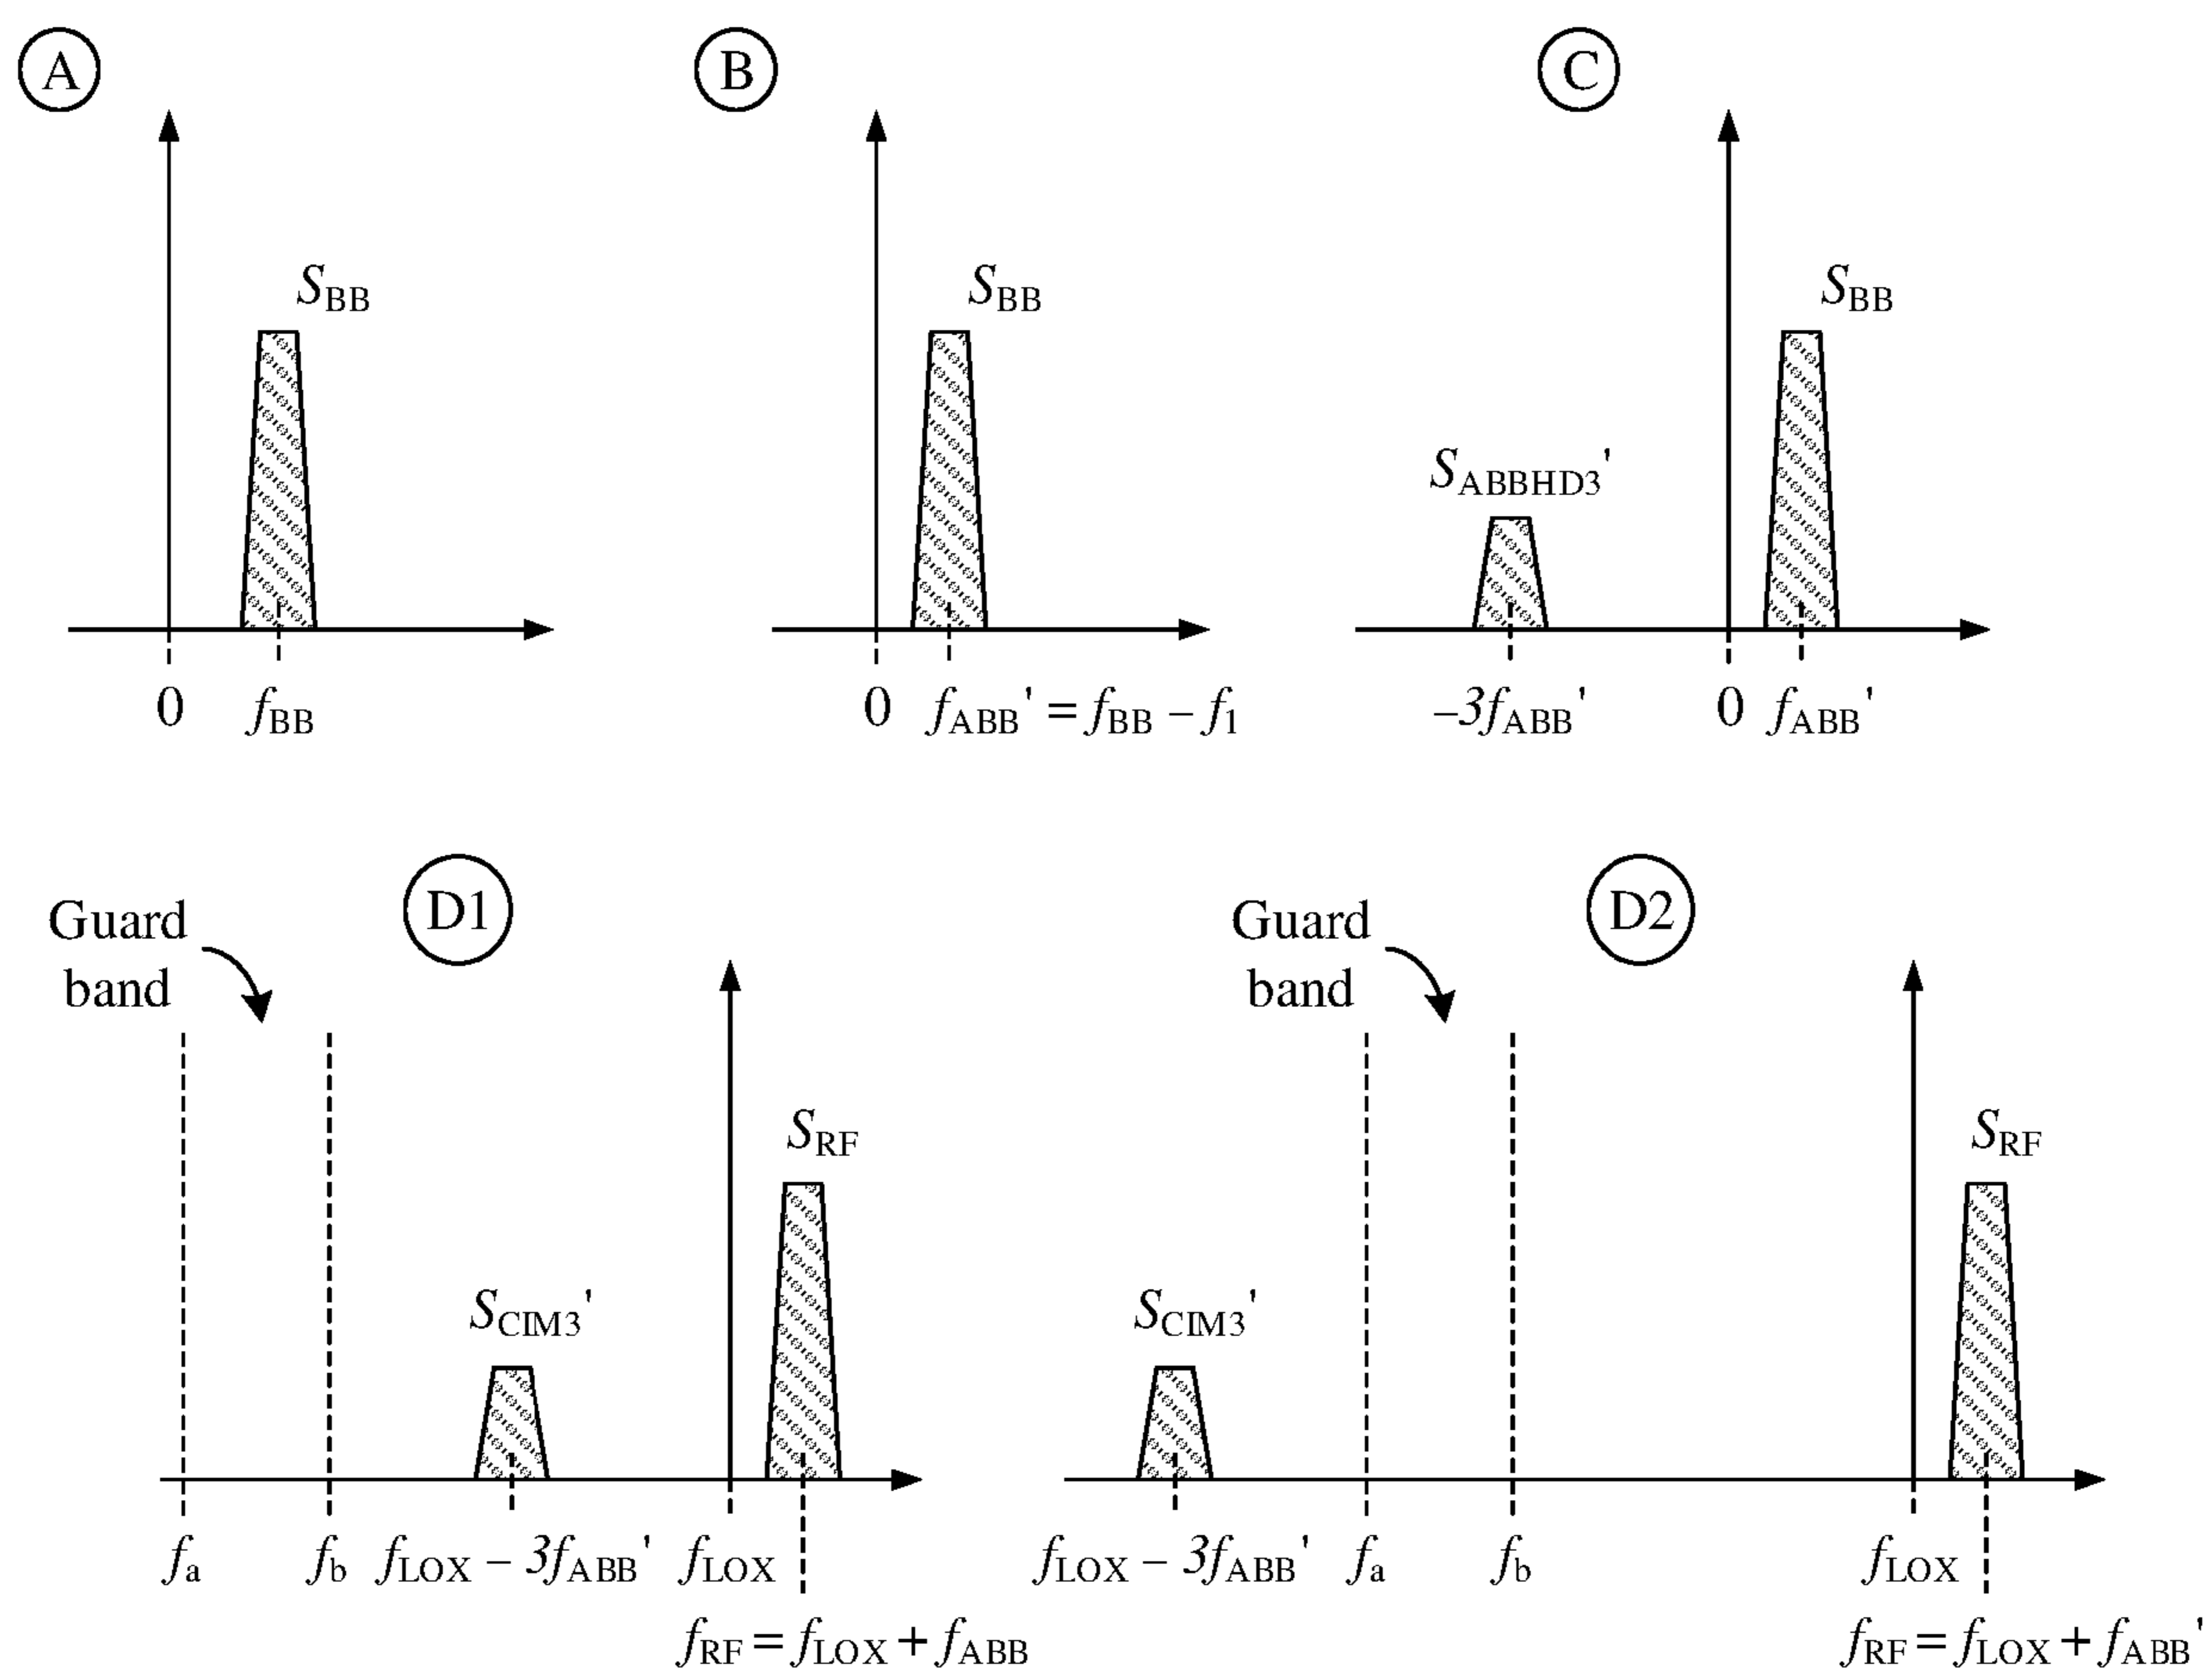 A
B
C
S_BB
S_BB
S_BB
S_ABBHD3'
0
f_BB
0
f_ABB' = f_BB – f_1
–3f_ABB'
0
f_ABB'
D1
D2
Guard
band
Guard
band
S_RF
S_RF
S_CIM3'
S_CIM3'
f_a
f_b
f_LOX – 3f_ABB'
f_LOX
f_RF = f_LOX + f_ABB
f_LOX – 3f_ABB'
f_a
f_b
f_LOX
f_RF = f_LOX + f_ABB'